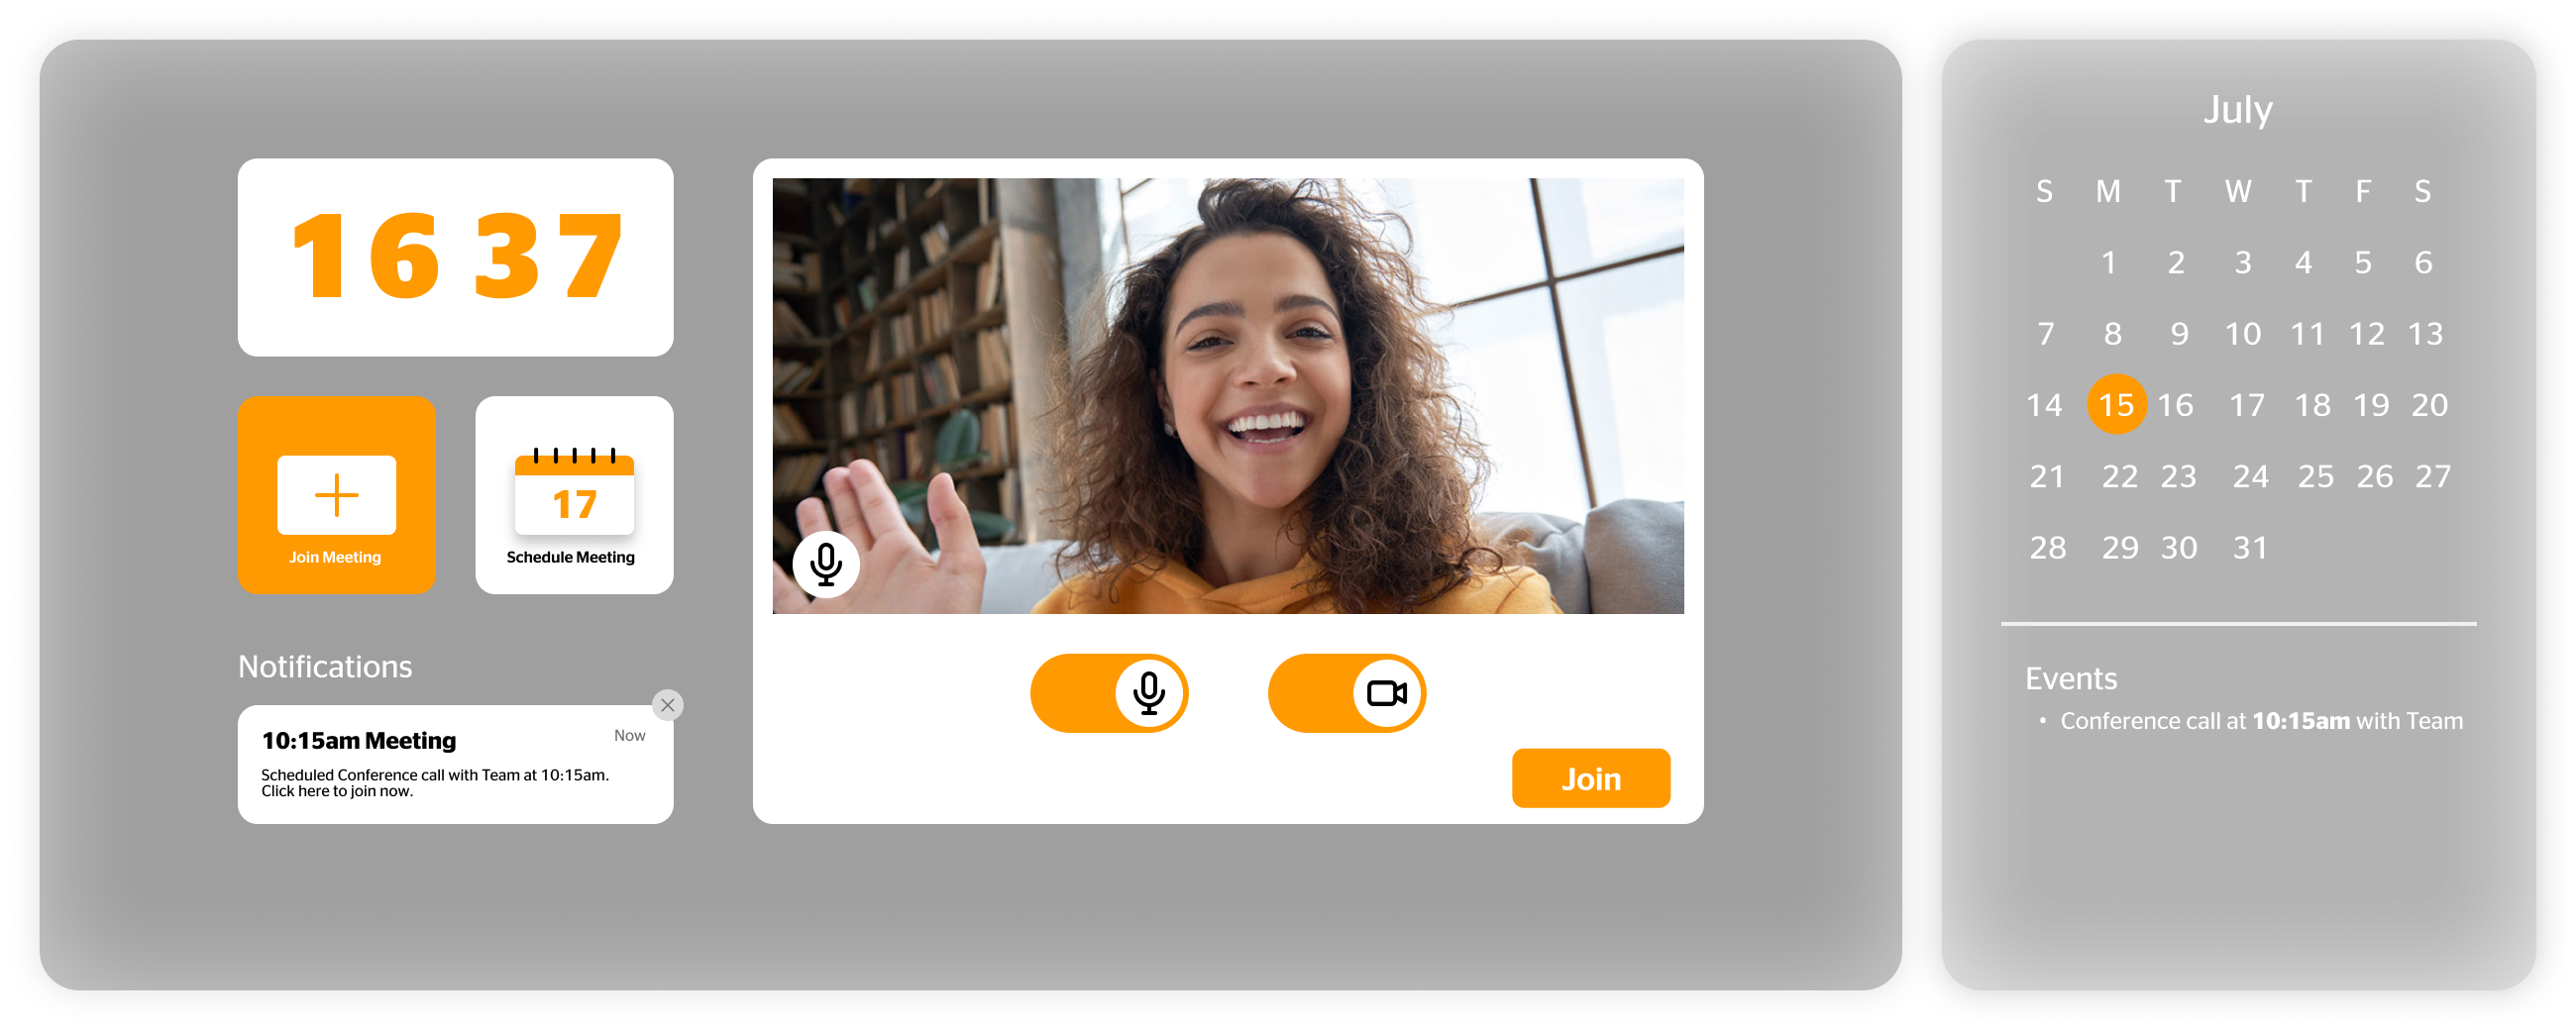 16 37
Join Meeting
17
Schedule Meeting
Notifications
10:15am Meeting
Now
Scheduled Conference call with Team at 10:15am.
Click here to join now.
Join
July
S M T W T F S
1 2 3 4 5 6
7 8 9 10 11 12 13
14 15 16 17 18 19 20
21 22 23 24 25 26 27
28 29 30 31
Events
• Conference call at 10:15am with Team